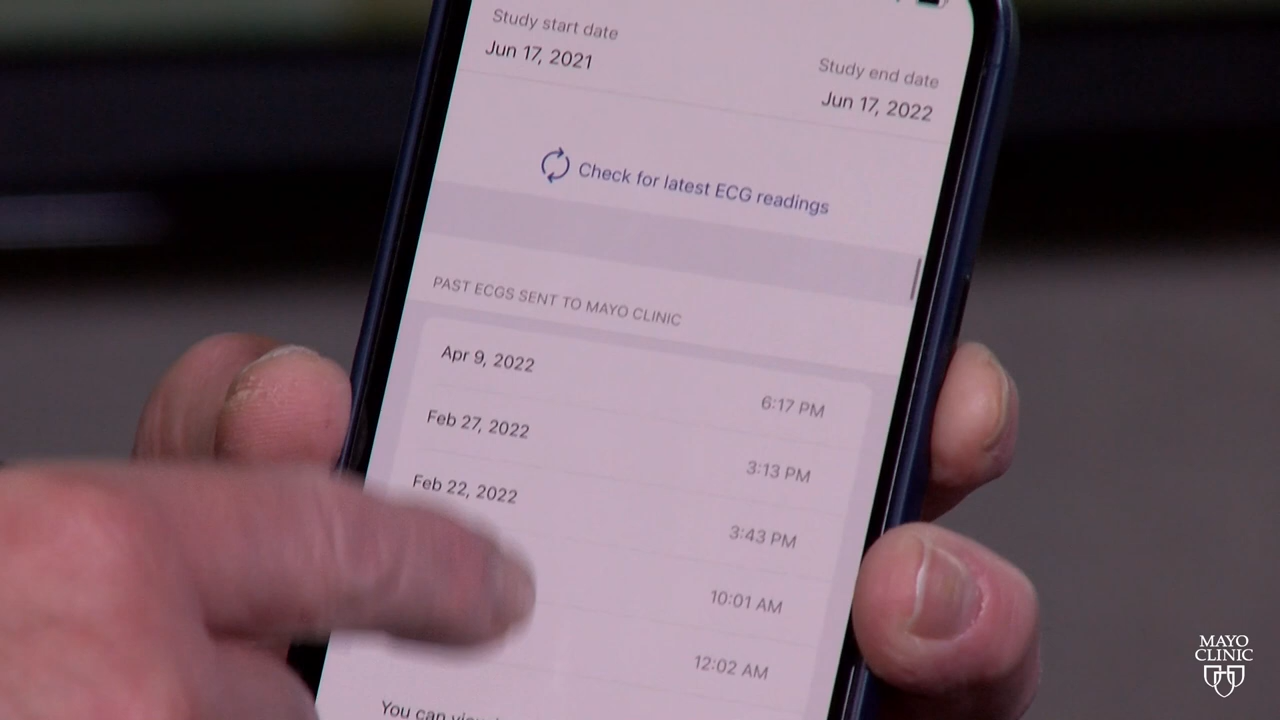 Study start date
Jun 17, 2021
Study end date
Jun 17, 2022
Check for latest ECG readings
PAST ECGS SENT TO MAYO CLINIC
Apr 9, 2022
6:17 PM
Feb 27, 2022
3:13 PM
Feb 22, 2022
3:43 PM
10:01 AM
12:02 AM
You can
MAYO
CLINIC